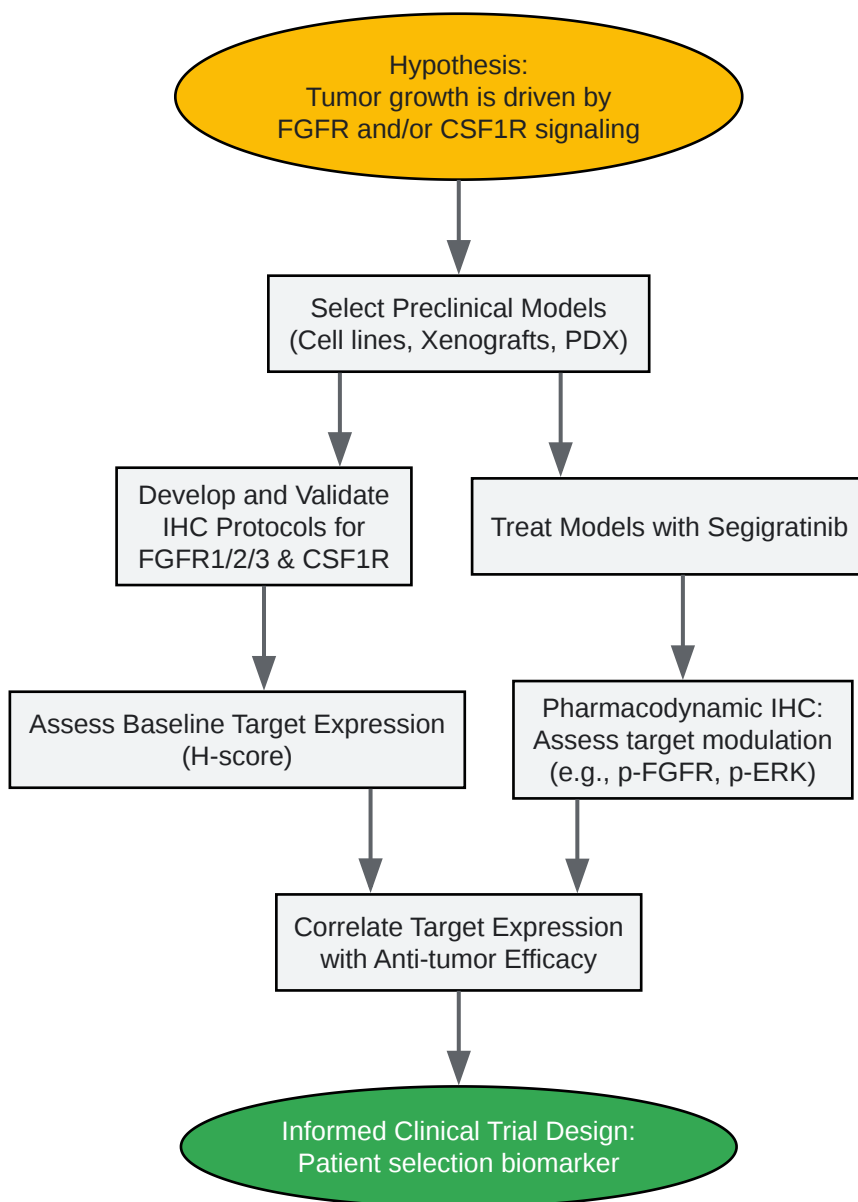 Hypothesis:
Tumor growth is driven by
FGFR and/or CSF1R signaling
Select Preclinical Models
(Cell lines, Xenografts, PDX)
Develop and Validate
IHC Protocols for
FGFR1/2/3 & CSF1R
Treat Models with Segigratinib
Assess Baseline Target Expression
(H-score)
Pharmacodynamic IHC:
Assess target modulation
(e.g., p-FGFR, p-ERK)
Correlate Target Expression
with Anti-tumor Efficacy
Informed Clinical Trial Design:
Patient selection biomarker